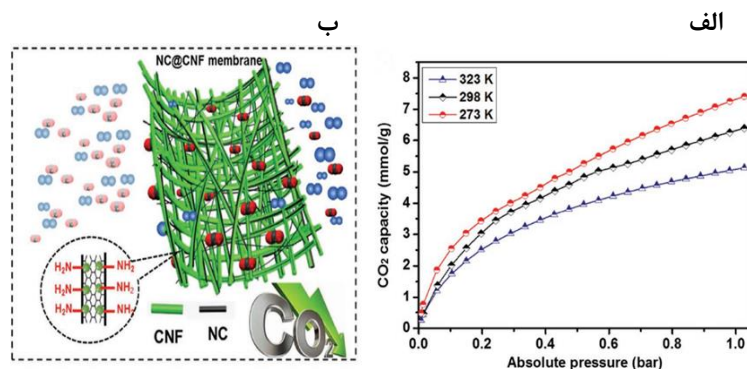 ب
الف
NC@CNF membrane
H₂N
NH₂
H₂N
NH₂
H₂N
NH
CNF
NC
CO
CO₂ capacity (mmol/g)
8
7
6
5
4
3
2
1
0
323 K
298 K
273 K
0.0 0.2 0.4 0.6 0.8 1.0
Absolute pressure (bar)